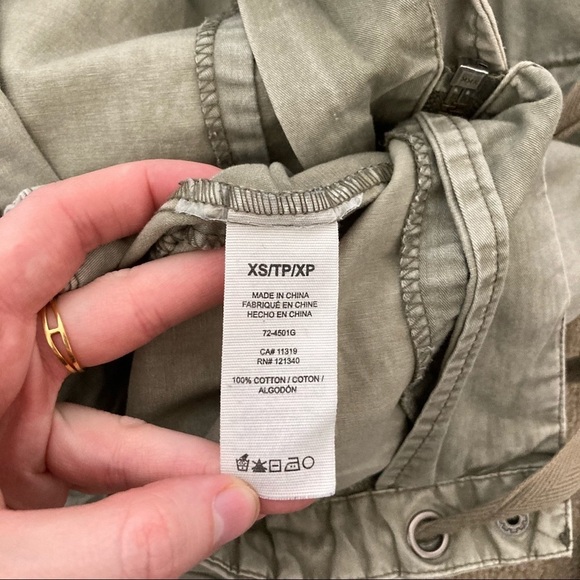 XS/TP/XP
MADE IN CHINA
FABRIQUÉ EN CHINE
HECHO EN CHINA
72-4501G
CA# 11319
RN# 121340
100% COTTON / COTON /
ALGODÓN